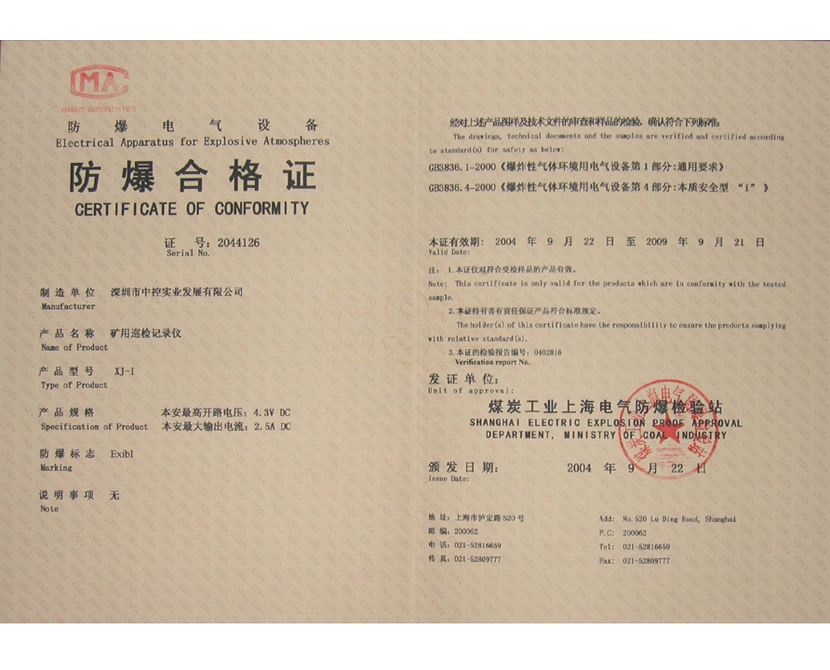 MA
防爆电气设备
Electrical Apparatus for Explosive Atmospheres
防爆合格证
CERTIFICATE OF CONFORMITY
证 号: 2044126
Serial No.
制造单位 深圳市中控实业发展有限公司
Manufacturer
产品名称 矿用巡检记录仪
Name of Product
产品型号 XJ-I
Type of Product
产品规格 本安最高开路电压: 4.3V DC
Specification of Product 本安最大输出电流: 2.5A DC
防爆标志 ExibI
Marking
说明事项 无
Note
经对上述产品图样及技术文件的审查和样品的检验, 确认符合下列标准:
The drawings, technical documents and the samples are verified and certified according
to standard(s) for safety as below:
GB3836.1-2000《爆炸性气体环境用电气设备第1部分:通用要求》
GB3836.4-2000《爆炸性气体环境用电气设备第4部分:本质安全型 “i” 》
本证有效期: 2004 年 9 月 22 日 至 2009 年 9 月 21 日
Valid Date:
注: 1.本证仅对符合受检样品的产品有效。
Note: This certificate is only valid for the products which are in conformity with the tested
sample.
2.本证持有者有责任保证产品符合标准规定。
The holder(s) of this certificate have the responsibility to ensure the products complying
with relative standard(s).
3.本证的检验报告编号: 0402816
Verification report No.
发证单位:
Unit of approval:
煤炭工业上海电气防爆检验站
SHANGHAI ELECTRIC EXPLOSION PROOF APPROVAL
DEPARTMENT, MINISTRY OF COAL INDUSTRY
颁发日期: 2004 年 9 月 22 日
Issue Date:
地 址: 上海市泸定路520号 Add: No.520 Lu Ding Road, Shanghai
邮 编: 200062 P.C: 200062
电 话: 021-52816659 Tel: 021-52816659
传 真: 021-52809777 Fax: 021-52809777